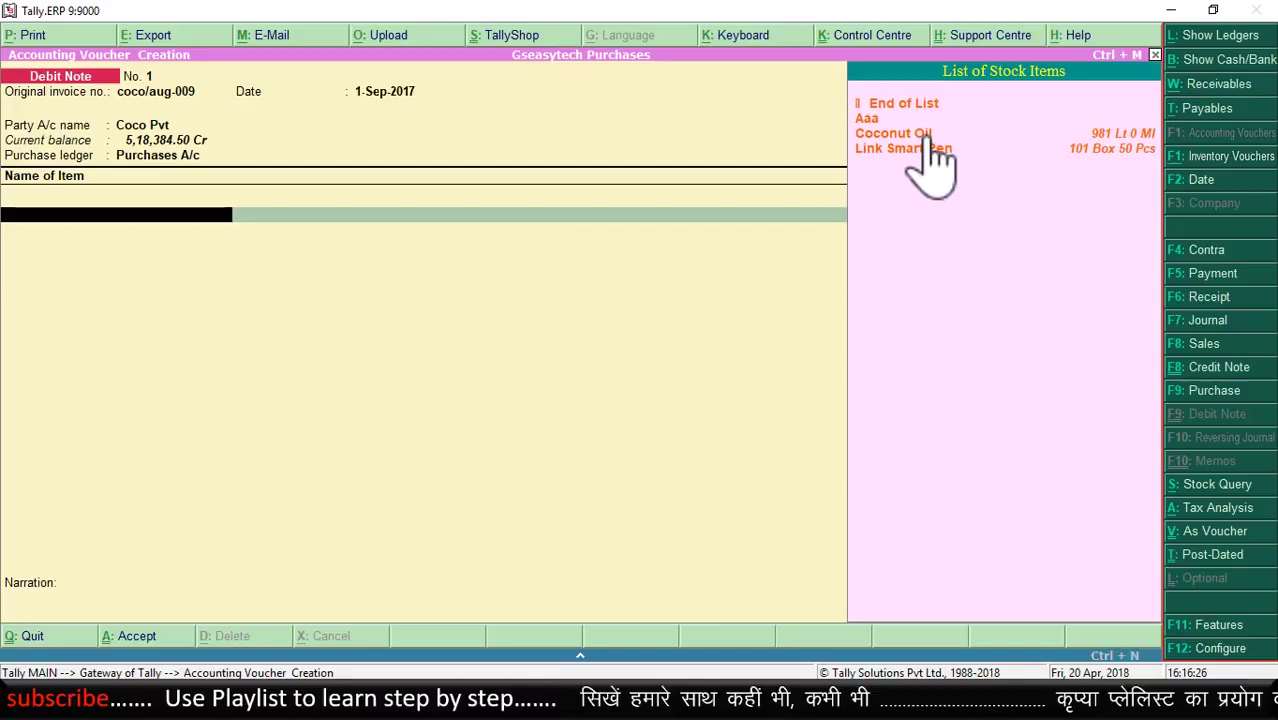 Tally.ERP 9:9000
P: Print E: Export M: E-Mail O: Upload S: TallyShop G: Language K: Keyboard K: Control Centre H: Support Centre H: Help
Accounting Voucher Creation Gseasytech Purchases Ctrl + M
Debit Note No. 1
Original invoice no.: coco/aug-009 Date : 1-Sep-2017
Party A/c name : Coco Pvt
Current balance : 5,18,384.50 Cr
Purchase ledger : Purchases A/c
Name of Item
Narration:
List of Stock Items
End of List
Aaa
Coconut Oil 981 Lt 0 Ml
Link Smart Pen 101 Box 50 Pcs
L: Show Ledgers
B: Show Cash/Bank
W: Receivables
T: Payables
F1: Accounting Vouchers
F1: Inventory Vouchers
F2: Date
F3: Company
F4: Contra
F5: Payment
F6: Receipt
F7: Journal
F8: Sales
F8: Credit Note
F9: Purchase
F9: Debit Note
F10: Reversing Journal
F10: Memos
S: Stock Query
A: Tax Analysis
V: As Voucher
T: Post-Dated
L: Optional
F11: Features
F12: Configure
Q: Quit A: Accept D: Delete X: Cancel
Ctrl + N
Tally MAIN --> Gateway of Tally --> Accounting Voucher Creation © Tally Solutions Pvt Ltd., 1988-2018 Fri, 20 Apr, 2018 16:16:26
subscribe……. Use Playlist to learn step by step……. सिखें हमारे साथ कहीं भी, कभी भी ……………… कृप्या प्लेलिस्ट का प्रयोग